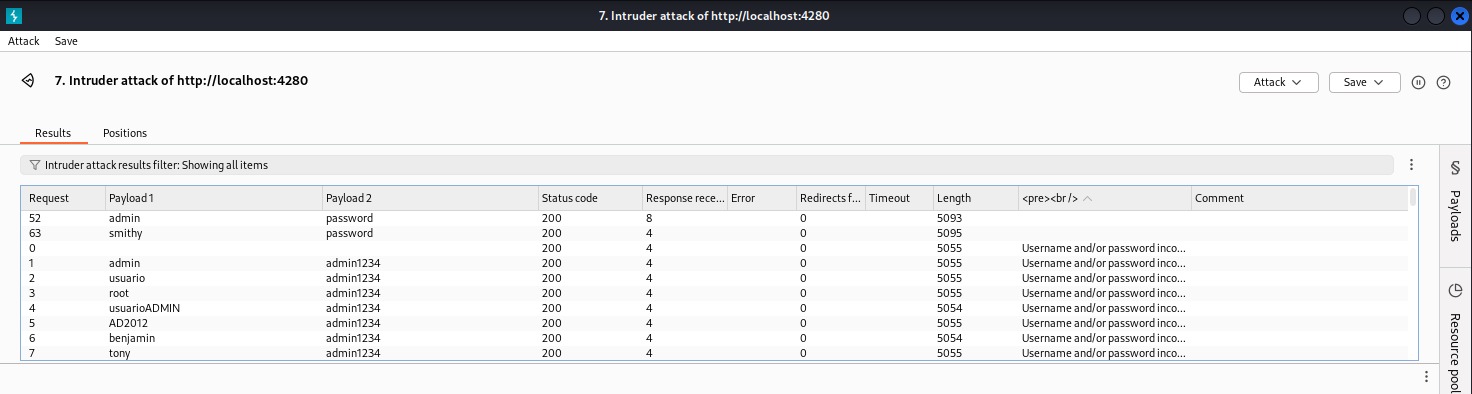 7. Intruder attack of http://localhost:4280
Attack Save
7. Intruder attack of http://localhost:4280
Attack Save
Results Positions
Intruder attack results filter: Showing all items
Request Payload 1 Payload 2 Status code Response rece... Error Redirects f... Timeout Length <pre><br/> Comment
52 admin password 200 8 0 5093
63 smithy password 200 4 0 5095
0 200 4 0 5055 Username and/or password inco...
1 admin admin1234 200 4 0 5055 Username and/or password inco...
2 usuario admin1234 200 4 0 5055 Username and/or password inco...
3 root admin1234 200 4 0 5055 Username and/or password inco...
4 usuarioADMIN admin1234 200 4 0 5054 Username and/or password inco...
5 AD2012 admin1234 200 4 0 5055 Username and/or password inco...
6 benjamin admin1234 200 4 0 5054 Username and/or password inco...
7 tony admin1234 200 4 0 5055 Username and/or password inco...
Payloads
Resource pool